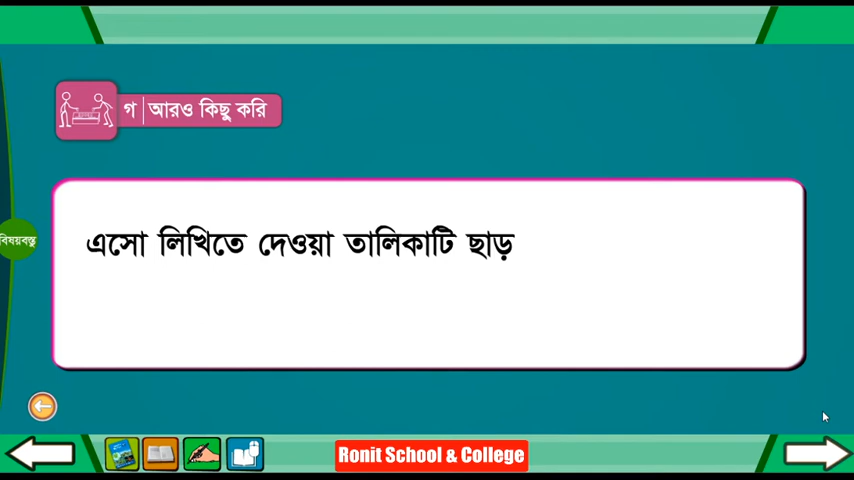 গ | আরও কিছু করি
এসো লিখিতে দেওয়া তালিকাটি ছাড়
বিষয়বস্তু
Ronit School & College